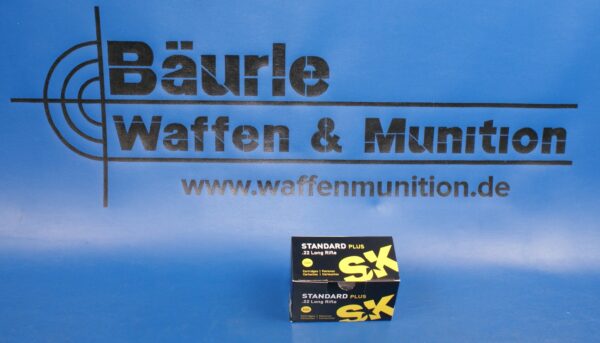 Bäurle
Waffen & Munition
www.waffenmunition.de
STANDARD PLUS
.22 Long Rifle
SK
STANDARD PLUS
.22 Long Rifle
SK